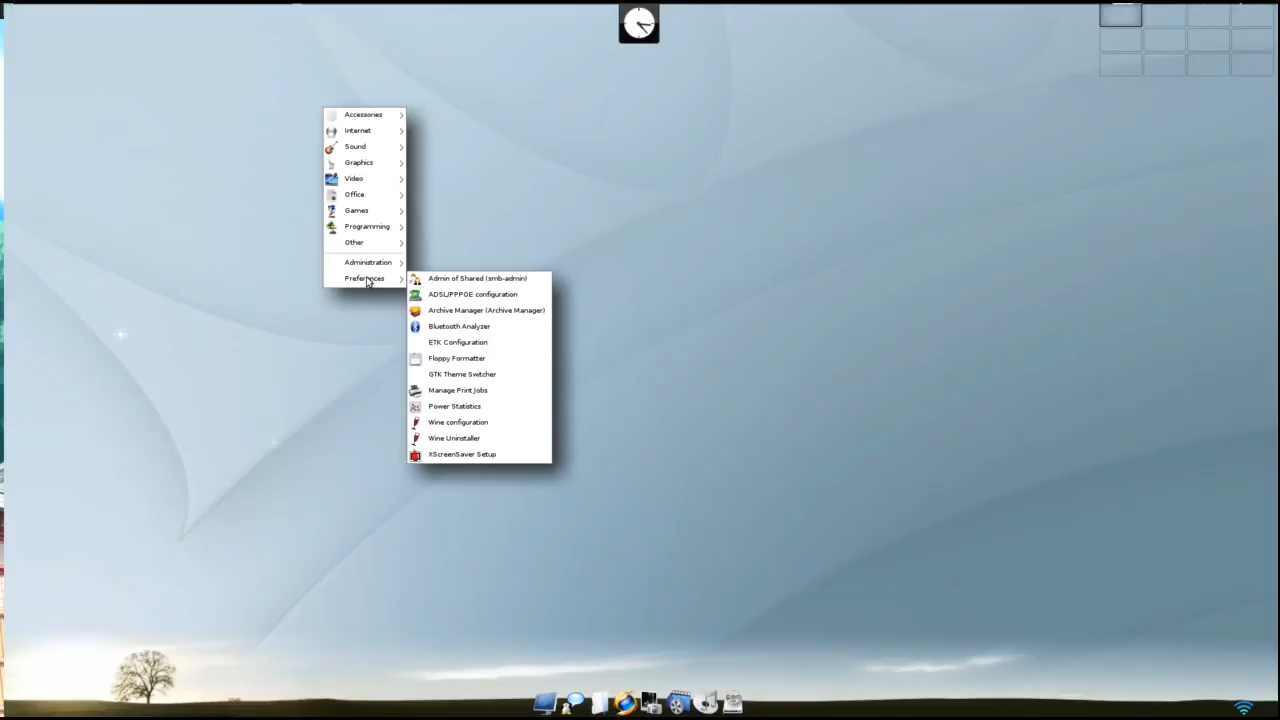 Accessories
Internet
Sound
Graphics
Video
Office
Games
Programming
Other
Administration
Preferences
Admin of Shared (smb-admin)
ADSL/PPPOE configuration
Archive Manager (Archive Manager)
Bluetooth Analyzer
ETK Configuration
Floppy Formatter
GTK Theme Switcher
Manage Print Jobs
Power Statistics
Wine configuration
Wine Uninstaller
XScreenSaver Setup